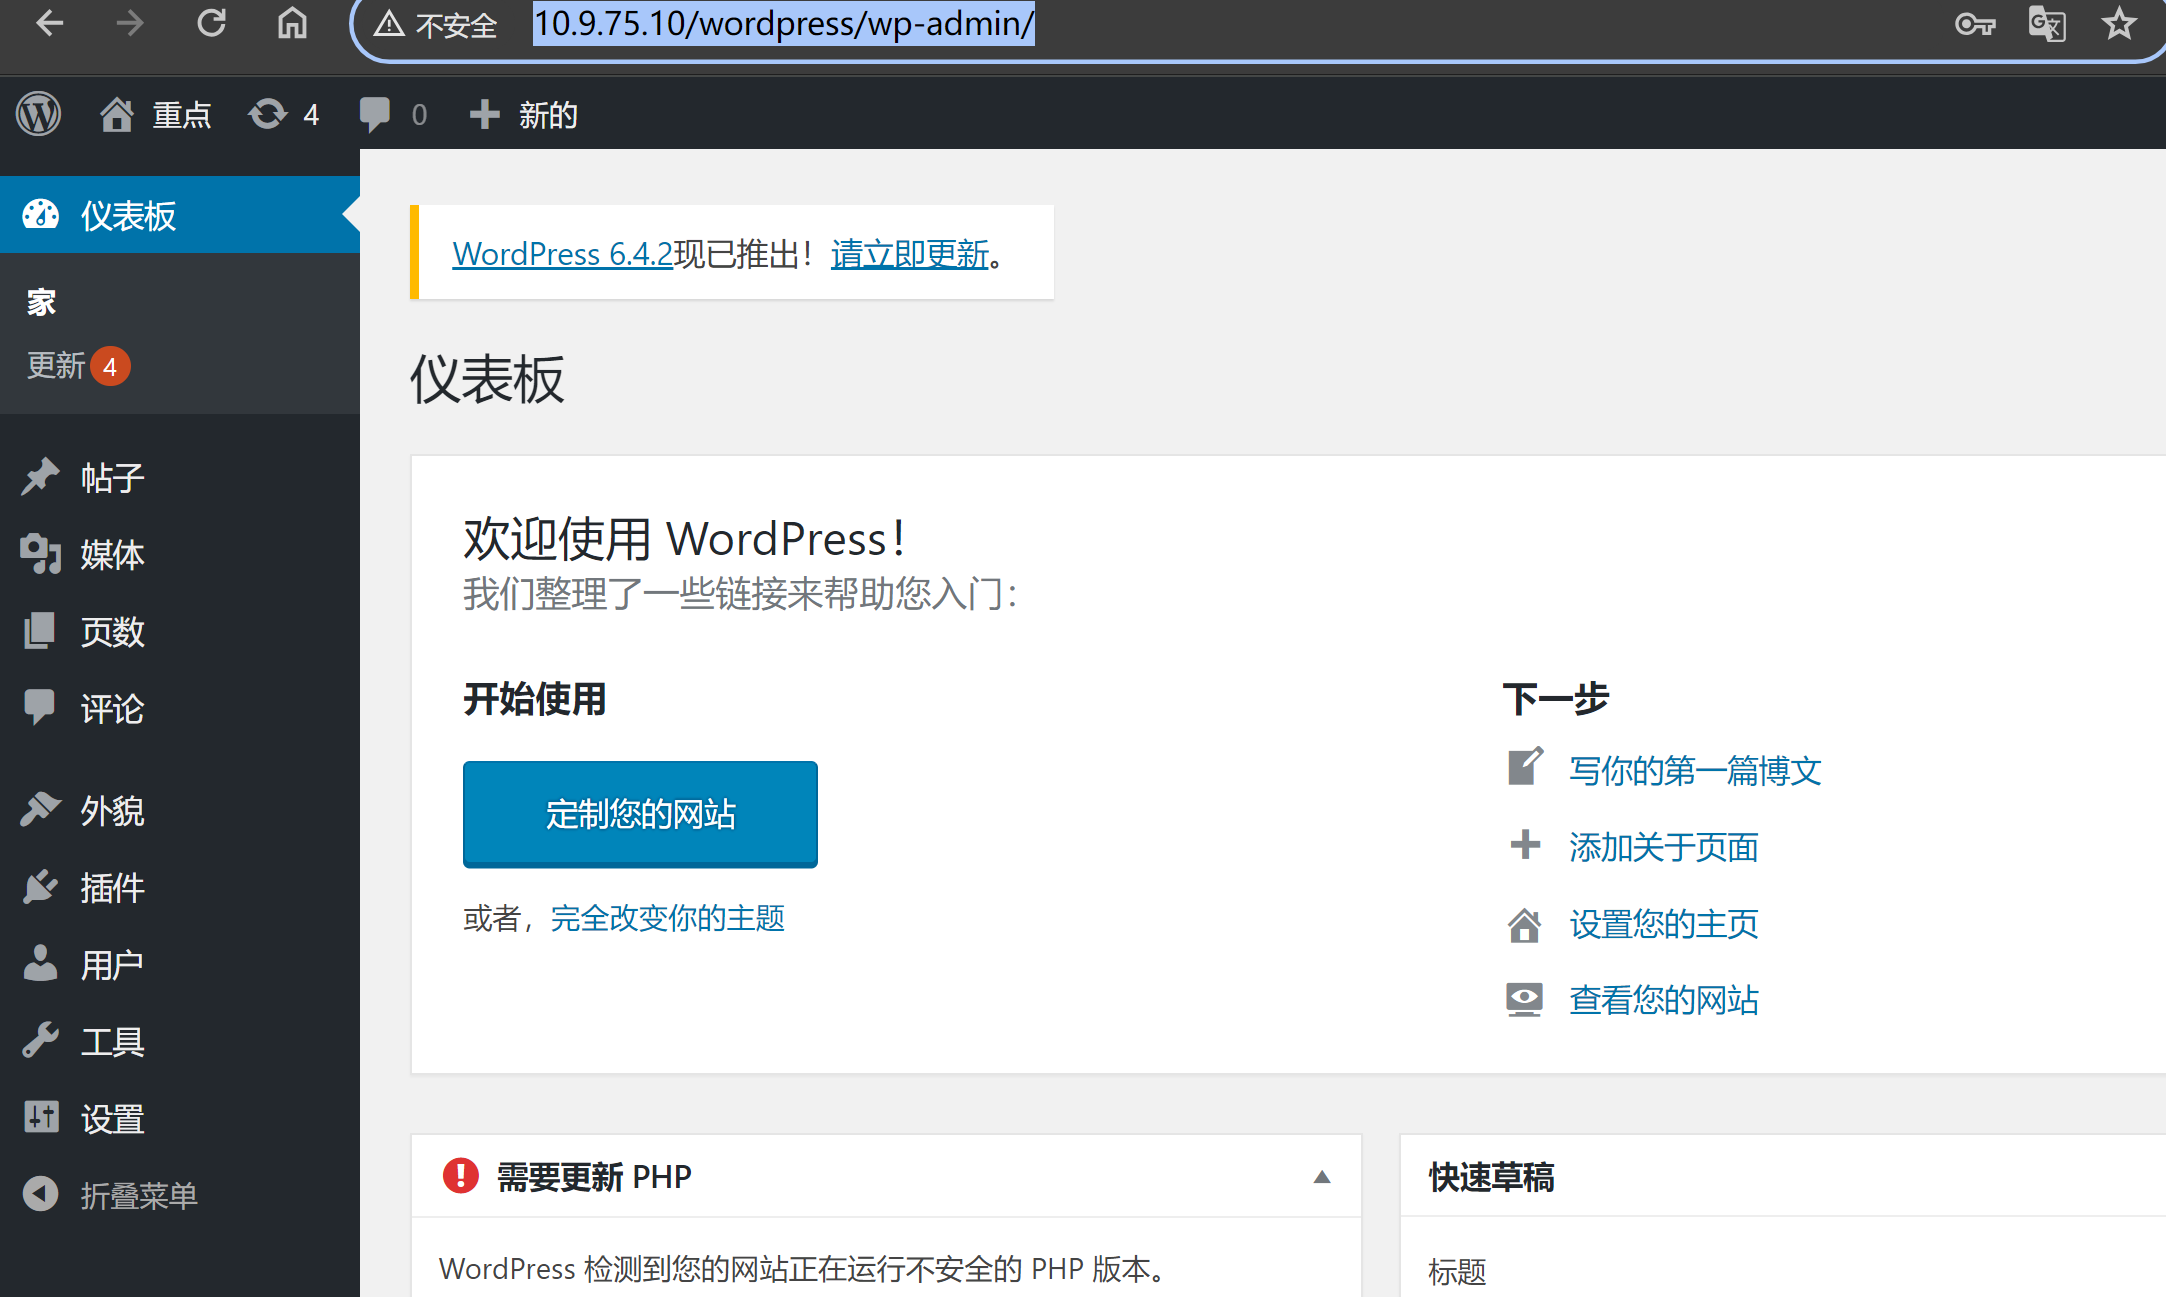 不安全 10.9.75.10/wordpress/wp-admin/
重点 4 0 新的
仪表板
家
更新 4
帖子
媒体
页数
评论
外貌
插件
用户
工具
设置
折叠菜单
WordPress 6.4.2现已推出！请立即更新。
仪表板
欢迎使用 WordPress！
我们整理了一些链接来帮助您入门：
开始使用
定制您的网站
或者，完全改变你的主题
下一步
写你的第一篇博文
添加关于页面
设置您的主页
查看您的网站
需要更新 PHP
WordPress 检测到您的网站正在运行不安全的 PHP 版本。
快速草稿
标题